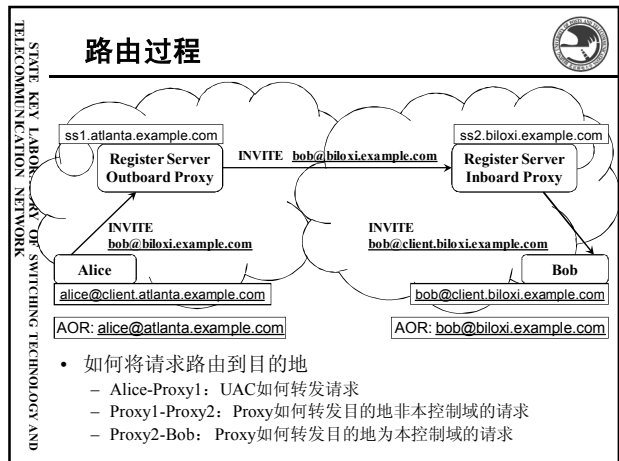 路由过程
STATE KEY LABORATORY OF SWITCHING TECHNOLOGY AND
TELECOMMUNICATION NETWORK
ss1.atlanta.example.com
ss2.biloxi.example.com
Register Server
Outboard Proxy
INVITE bob@biloxi.example.com
Register Server
Inboard Proxy
INVITE
bob@biloxi.example.com
INVITE
bob@client.biloxi.example.com
Alice
Bob
alice@client.atlanta.example.com
bob@client.biloxi.example.com
AOR: alice@atlanta.example.com
AOR: bob@biloxi.example.com
• 如何将请求路由到目的地
– Alice-Proxy1：UAC如何转发请求
– Proxy1-Proxy2：Proxy如何转发目的地非本控制域的请求
– Proxy2-Bob：Proxy如何转发目的地为本控制域的请求